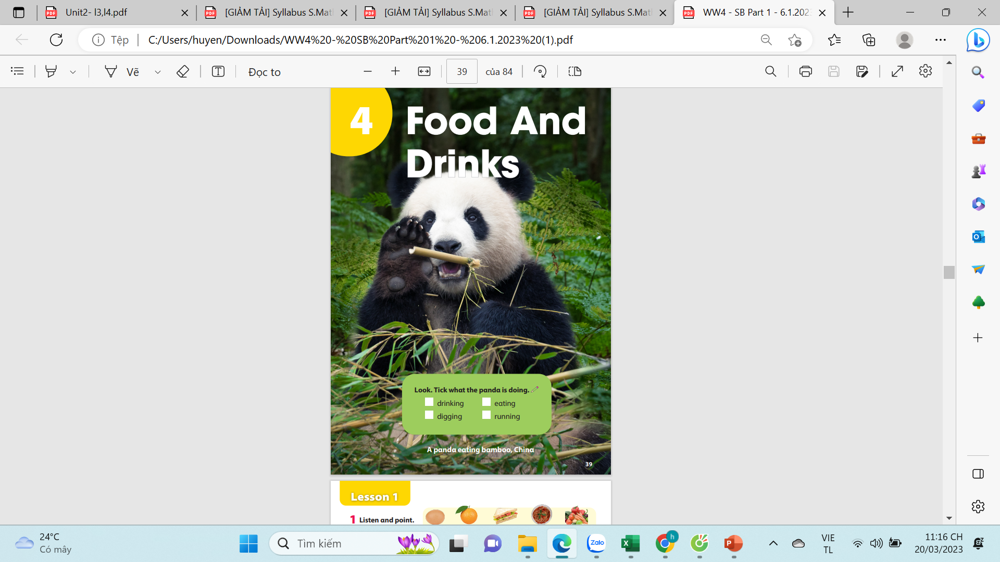 Unit2- l3,l4.pdf
[GIẢM TẢI] Syllabus S.Mat
[GIẢM TẢI] Syllabus S.Mat
[GIẢM TẢI] Syllabus S.Mat
WW4 - SB Part 1 - 6.1.202
Tệp
C:/Users/huyen/Downloads/WW4%20-%20SB%20Part%201%20-%206.1.2023%20(1).pdf
Vẽ
Đọc to
39
của 84
4
Food And
Drinks
Look. Tick what the panda is doing.
drinking
eating
digging
running
A panda eating bamboo, China
39
Lesson 1
1 Listen and point.
24°C
Có mây
Tìm kiếm
Zalo
h
VIE
TL
11:16 CH
20/03/2023